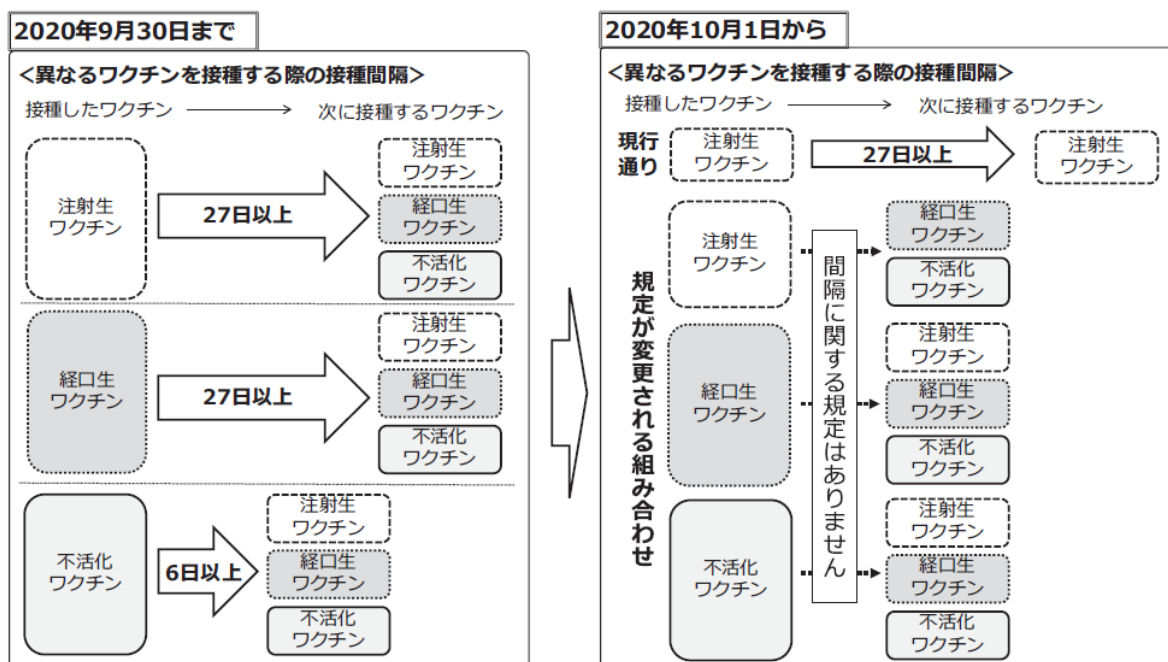 2020年9月30日まで
<異なるワクチンを接種する際の接種間隔>
接種したワクチン
次に接種するワクチン
注射生
ワクチン
27日以上
注射生
ワクチン
経口生
ワクチン
不活化
ワクチン
経口生
ワクチン
27日以上
注射生
ワクチン
経口生
ワクチン
不活化
ワクチン
不活化
ワクチン
6日以上
注射生
ワクチン
経口生
ワクチン
不活化
ワクチン
2020年10月1日から
<異なるワクチンを接種する際の接種間隔>
接種したワクチン
次に接種するワクチン
現行
通り
注射生
ワクチン
27日以上
注射生
ワクチン
規定が変更される組み合わせ
注射生
ワクチン
間隔に関する規定はありません
経口生
ワクチン
不活化
ワクチン
経口生
ワクチン
注射生
ワクチン
経口生
ワクチン
不活化
ワクチン
不活化
ワクチン
注射生
ワクチン
経口生
ワクチン
不活化
ワクチン